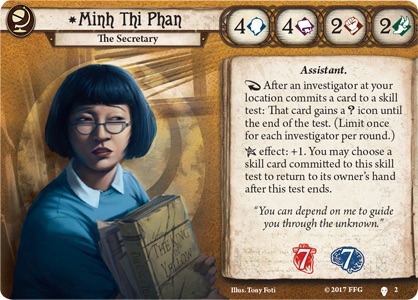 Minh Thi Phan
The Secretary
4 4 2 2
Assistant.
After an investigator at your
location commits a card to a skill
test: That card gains a ? icon until
the end of the test. (Limit once
for each investigator per round.)
effect: +1. You may choose a
skill card committed to this skill
test to return to its owner's hand
after this test ends.
"You can depend on me to guide
you through the unknown."
THE KING
IN
YELLOW
7 7
Illus. Tony Foti
© 2017 FFG
2